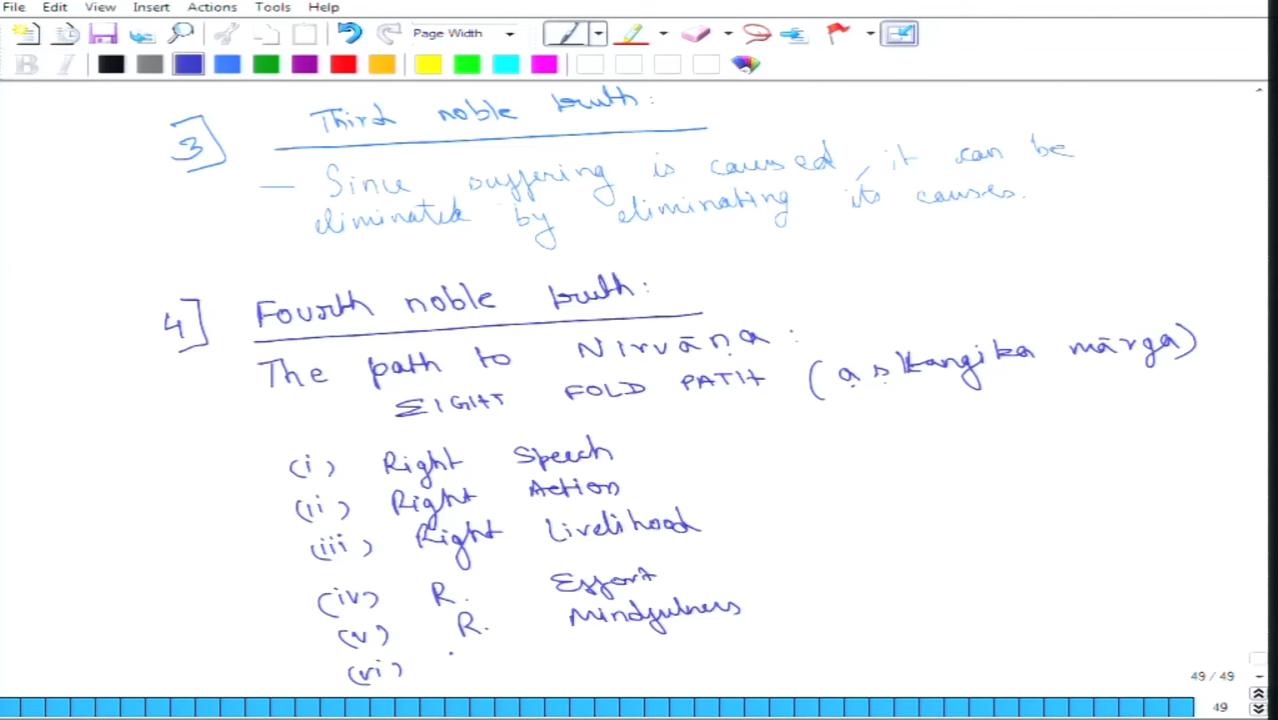 File Edit View Insert Actions Tools Help
Page Width
B I
3] Third noble truth:
— Since suffering is caused, it can be
eliminated by eliminating its causes.
4] Fourth noble truth:
The path to Nirvāṇa:
EIGHT FOLD PATH (aṣṭangika mārga)
(i) Right Speech
(ii) Right Action
(iii) Right Livelihood
(iv) R. Effort
(v) R. Mindfulness
(vi)
49 / 49
49